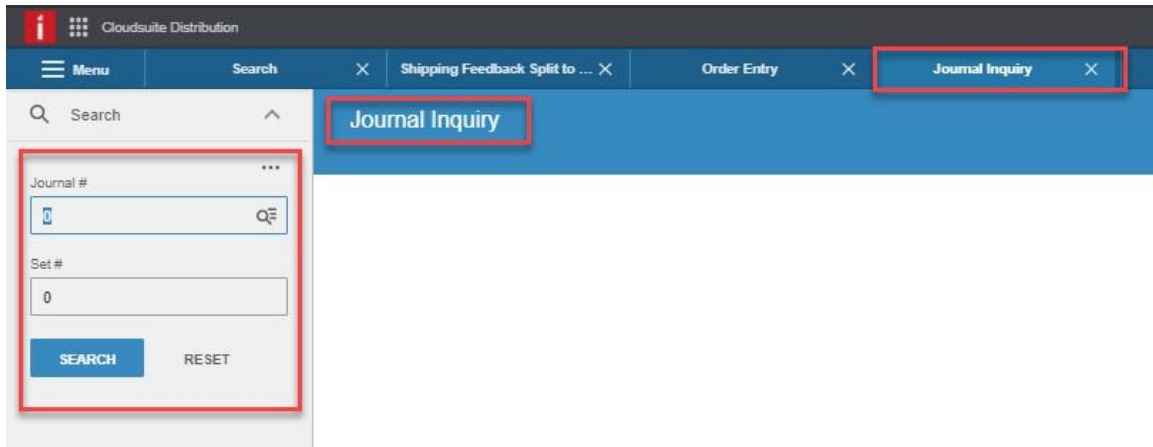 Cloudsuite Distribution
Menu Search Shipping Feedback Split to ... Order Entry Journal Inquiry
Search
Journal Inquiry
Journal #
0
Set #
0
SEARCH RESET